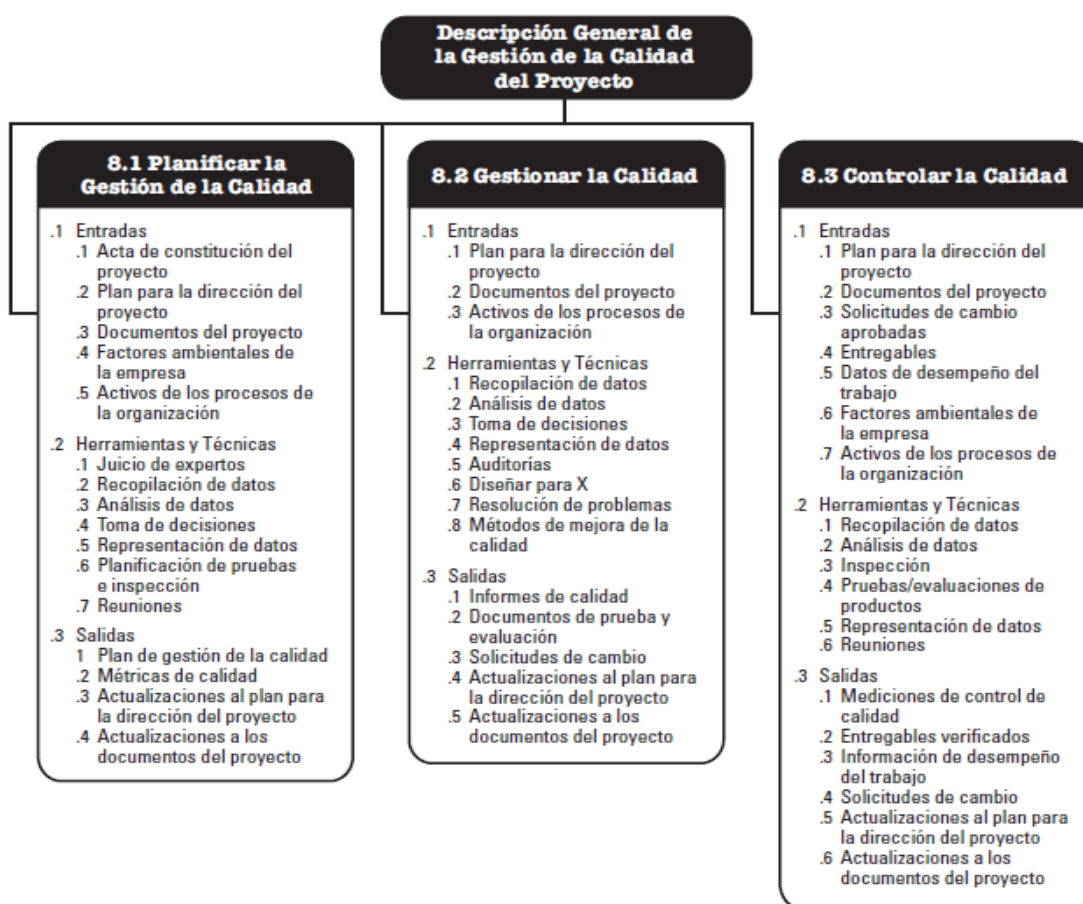 Descripción General de
la Gestión de la Calidad
del Proyecto
8.1 Planificar la
Gestión de la Calidad
.1 Entradas
.1 Acta de constitución del
proyecto
.2 Plan para la dirección del
proyecto
.3 Documentos del proyecto
.4 Factores ambientales de
la empresa
.5 Activos de los procesos de
la organización
.2 Herramientas y Técnicas
.1 Juicio de expertos
.2 Recopilación de datos
.3 Análisis de datos
.4 Toma de decisiones
.5 Representación de datos
.6 Planificación de pruebas
e inspección
.7 Reuniones
.3 Salidas
1 Plan de gestión de la calidad
.2 Métricas de calidad
.3 Actualizaciones al plan para
la dirección del proyecto
.4 Actualizaciones a los
documentos del proyecto
8.2 Gestionar la Calidad
.1 Entradas
.1 Plan para la dirección del
proyecto
.2 Documentos del proyecto
.3 Activos de los procesos de
la organización
.2 Herramientas y Técnicas
.1 Recopilación de datos
.2 Análisis de datos
.3 Toma de decisiones
.4 Representación de datos
.5 Auditorías
.6 Diseñar para X
.7 Resolución de problemas
.8 Métodos de mejora de la
calidad
.3 Salidas
.1 Informes de calidad
.2 Documentos de prueba y
evaluación
.3 Solicitudes de cambio
.4 Actualizaciones al plan para
la dirección del proyecto
.5 Actualizaciones a los
documentos del proyecto
8.3 Controlar la Calidad
.1 Entradas
.1 Plan para la dirección del
proyecto
.2 Documentos del proyecto
.3 Solicitudes de cambio
aprobadas
.4 Entregables
.5 Datos de desempeño del
trabajo
.6 Factores ambientales de
la empresa
.7 Activos de los procesos de
la organización
.2 Herramientas y Técnicas
.1 Recopilación de datos
.2 Análisis de datos
.3 Inspección
.4 Pruebas/evaluaciones de
productos
.5 Representación de datos
.6 Reuniones
.3 Salidas
.1 Mediciones de control de
calidad
.2 Entregables verificados
.3 Información de desempeño
del trabajo
.4 Solicitudes de cambio
.5 Actualizaciones al plan para
la dirección del proyecto
.6 Actualizaciones a los
documentos del proyecto